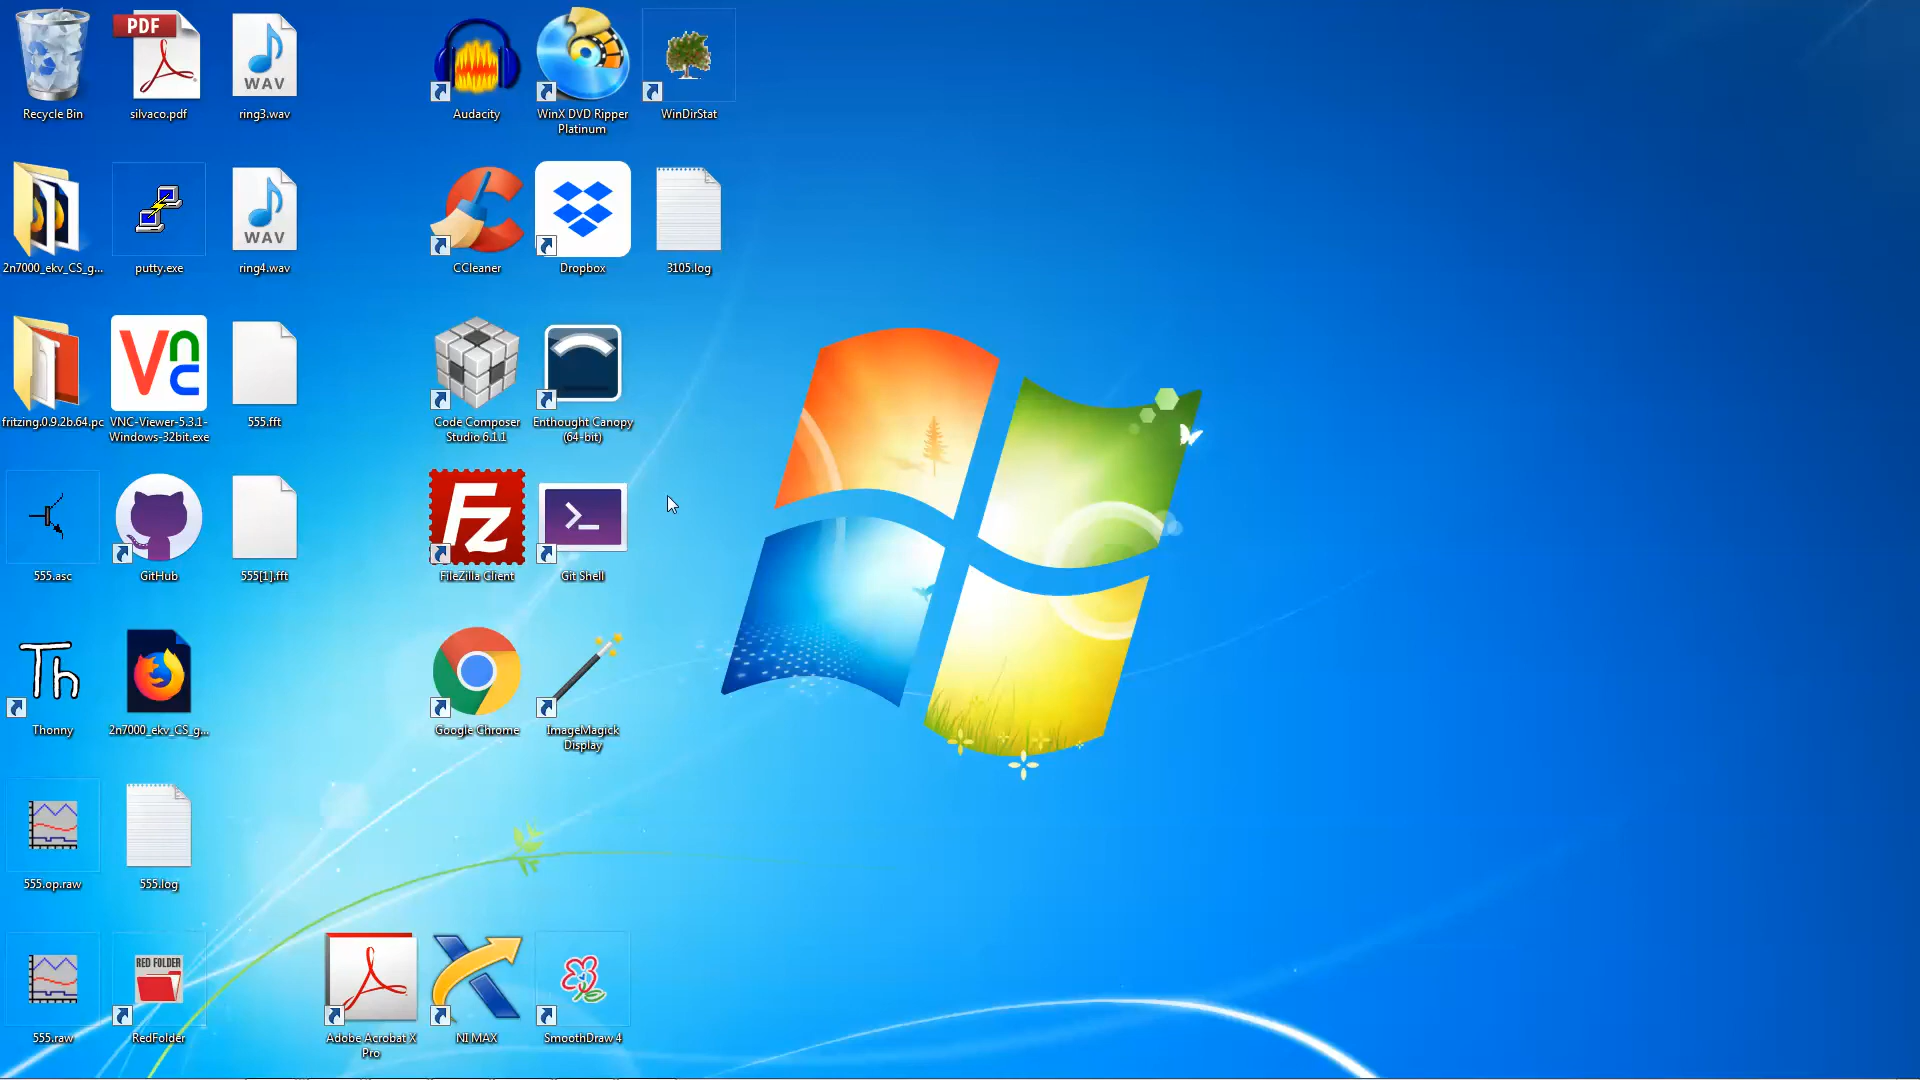 Recycle Bin
PDF
silvaco.pdf
WAV
ring3.wav
Audacity
WinX DVD Ripper
Platinum
WinDirStat
2n7000_ekv_CS_g...
putty.exe
WAV
ring4.wav
CCleaner
Dropbox
3105.log
fritzing.0.9.2b.64.pc
Vnc
VNC-Viewer-5.3.1-
Windows-32bit.exe
555.fft
Code Composer
Studio 6.1.1
Enthought Canopy
(64-bit)
555.asc
GitHub
555[1].fft
Fz
FileZilla Client
>_
Git Shell
Th
Thonny
2n7000_ekv_CS_g...
Google Chrome
ImageMagick
Display
555.op.raw
555.log
555.raw
RED FOLDER
RedFolder
Adobe Acrobat X
Pro
NI MAX
SmoothDraw 4